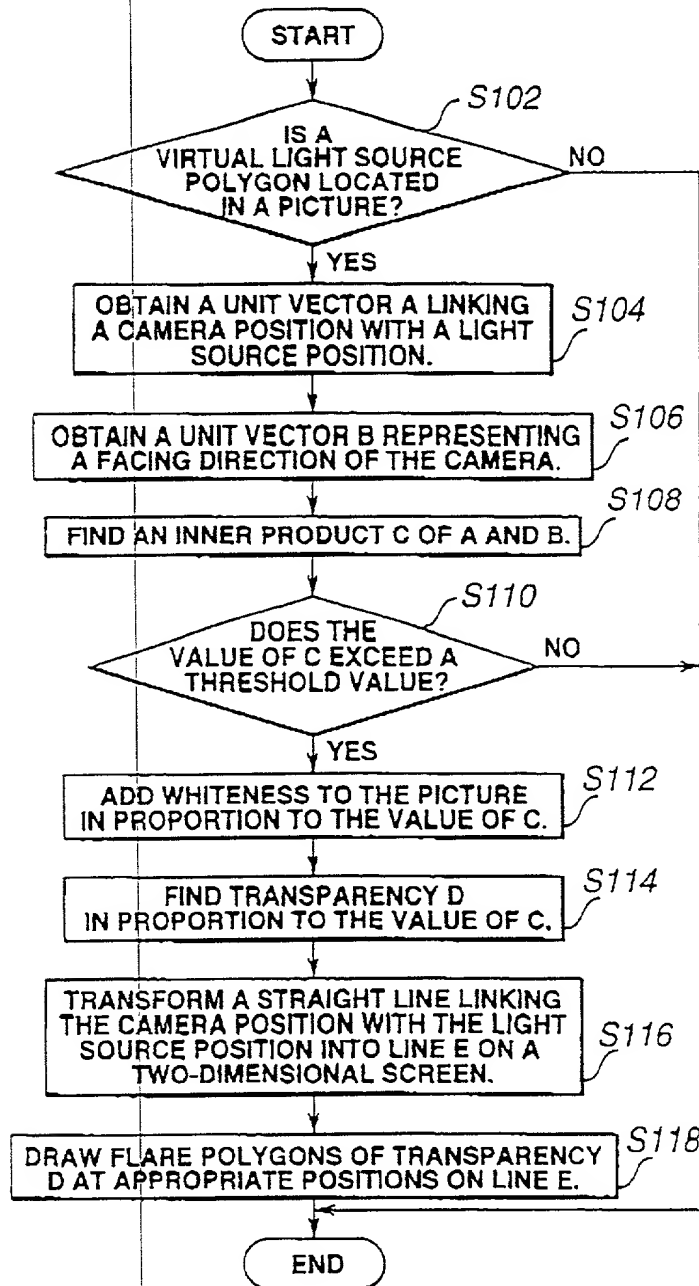 START
S102
IS A
VIRTUAL LIGHT SOURCE
POLYGON LOCATED
IN A PICTURE?
NO
YES
OBTAIN A UNIT VECTOR A LINKING
A CAMERA POSITION WITH A LIGHT
SOURCE POSITION.
S104
OBTAIN A UNIT VECTOR B REPRESENTING
A FACING DIRECTION OF THE CAMERA.
S106
FIND AN INNER PRODUCT C OF A AND B.
S108
S110
DOES THE
VALUE OF C EXCEED A
THRESHOLD VALUE?
NO
YES
ADD WHITENESS TO THE PICTURE
IN PROPORTION TO THE VALUE OF C.
S112
FIND TRANSPARENCY D
IN PROPORTION TO THE VALUE OF C.
S114
TRANSFORM A STRAIGHT LINE LINKING
THE CAMERA POSITION WITH THE LIGHT
SOURCE POSITION INTO LINE E ON A
TWO-DIMENSIONAL SCREEN.
S116
DRAW FLARE POLYGONS OF TRANSPARENCY
D AT APPROPRIATE POSITIONS ON LINE E.
S118
END